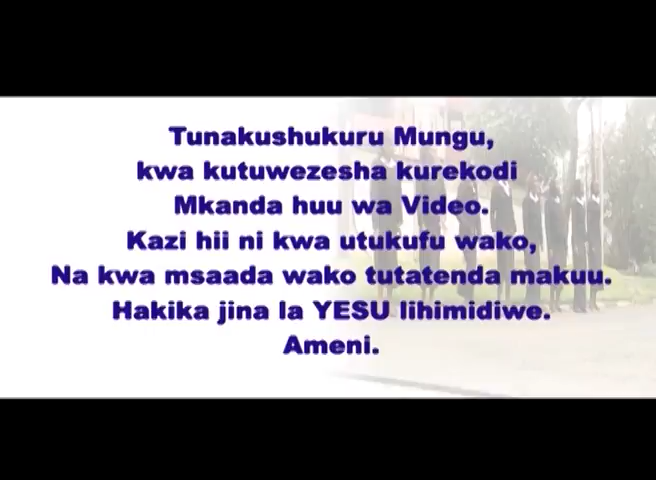 Tunakushukuru Mungu,
kwa kutuwezesha kurekodi
Mkanda huu wa Video.
Kazi hii ni kwa utukufu wako,
Na kwa msaada wako tutatenda makuu.
Hakika jina la YESU lihimidiwe.
Ameni.